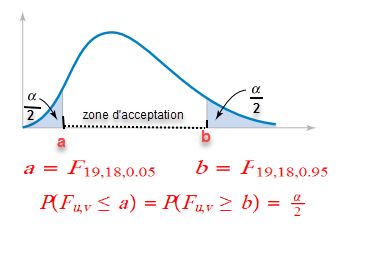 α/2
α/2
zone d'acceptation
a
b
a = F19,18,0.05
b = F19,18,0.95
P(Fu,v ≤ a) = P(Fu,v ≥ b) = α/2